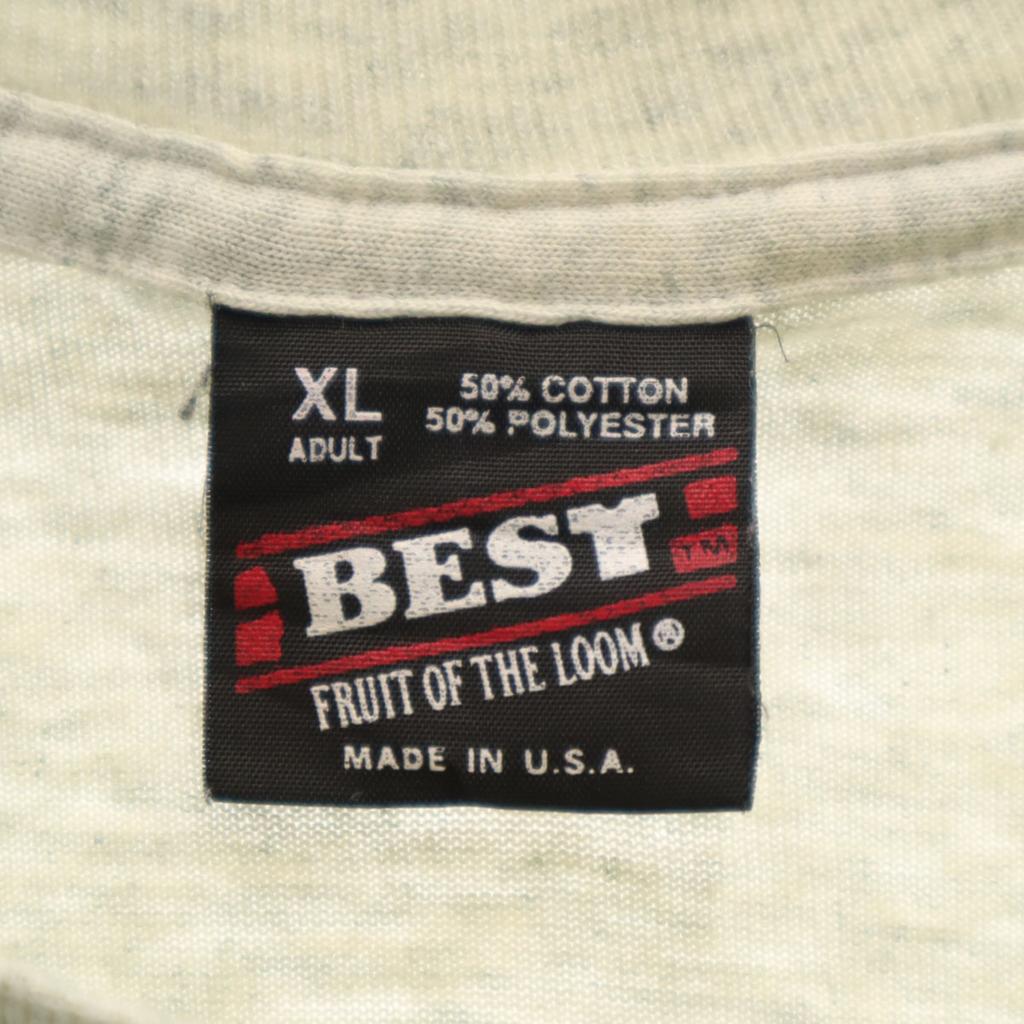 XL
ADULT
50% COTTON
50% POLYESTER
BEST
TM
FRUIT OF THE LOOM®
MADE IN U.S.A.